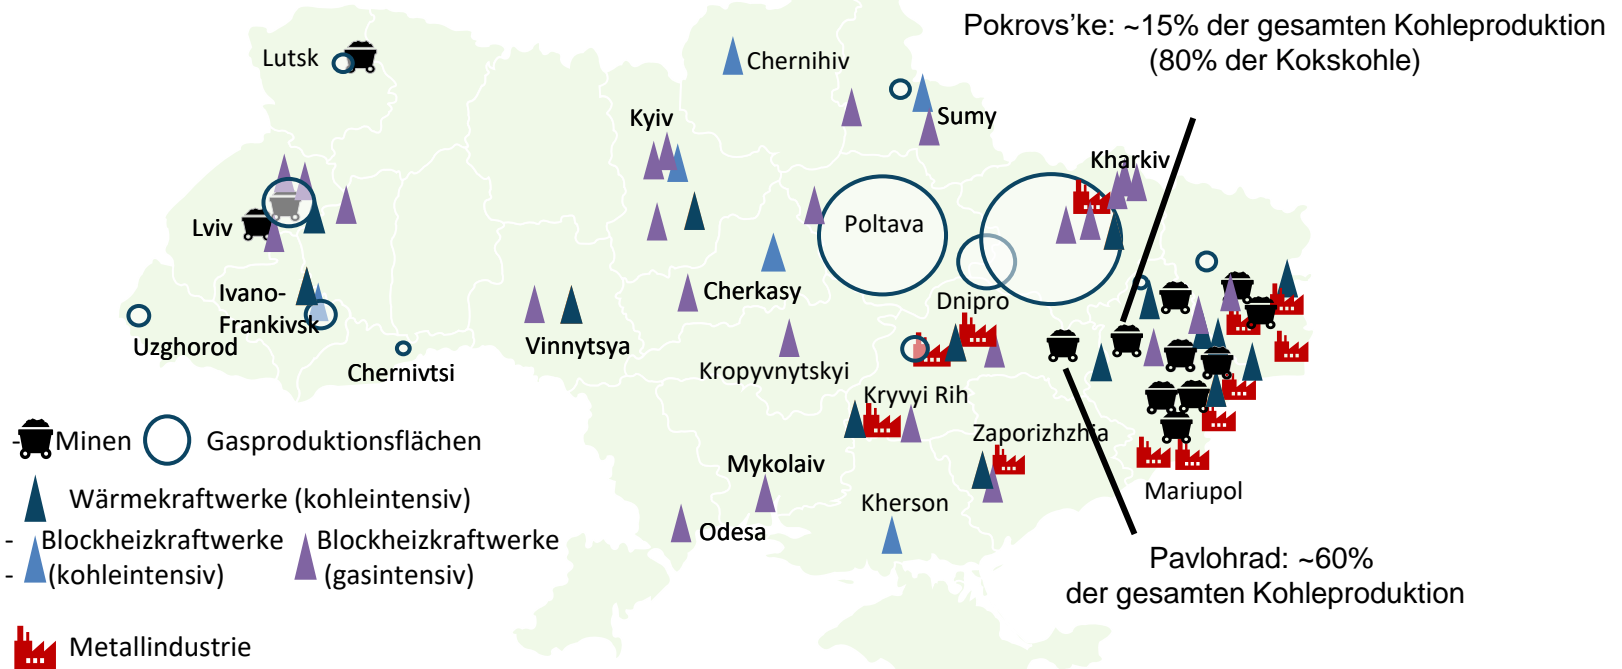 Pokrovs’ke: ~15% der gesamten Kohleproduktion
(80% der Kokskohle)
Lutsk
Chernihiv
Kyiv
Sumy
Kharkiv
Lviv
Poltava
Ivano-
Frankivsk
Cherkasy
Dnipro
Uzghorod
Vinnytsya
Chernivtsi
Kropyvnytskyi
Kryvyi Rih
Zaporizhzhia
Mykolaiv
Kherson
Mariupol
Odesa
Pavlohrad: ~60%
der gesamten Kohleproduktion
- Minen
Gasproduktionsflächen
Wärmekraftwerke (kohleintensiv)
- Blockheizkraftwerke
- (kohleintensiv)
Blockheizkraftwerke
(gasintensiv)
Metallindustrie